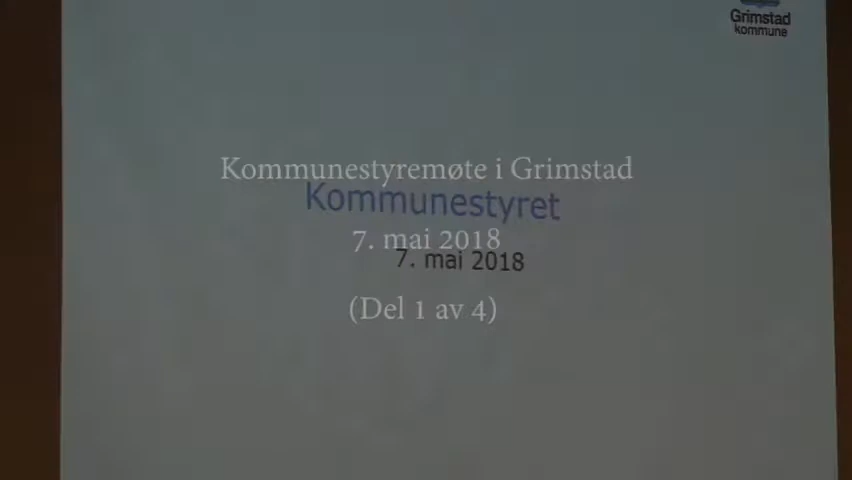 Grimstad
kommune
Kommunestyremøte i Grimstad
Kommunestyret
7. mai 2018
7. mai 2018
(Del 1 av 4)